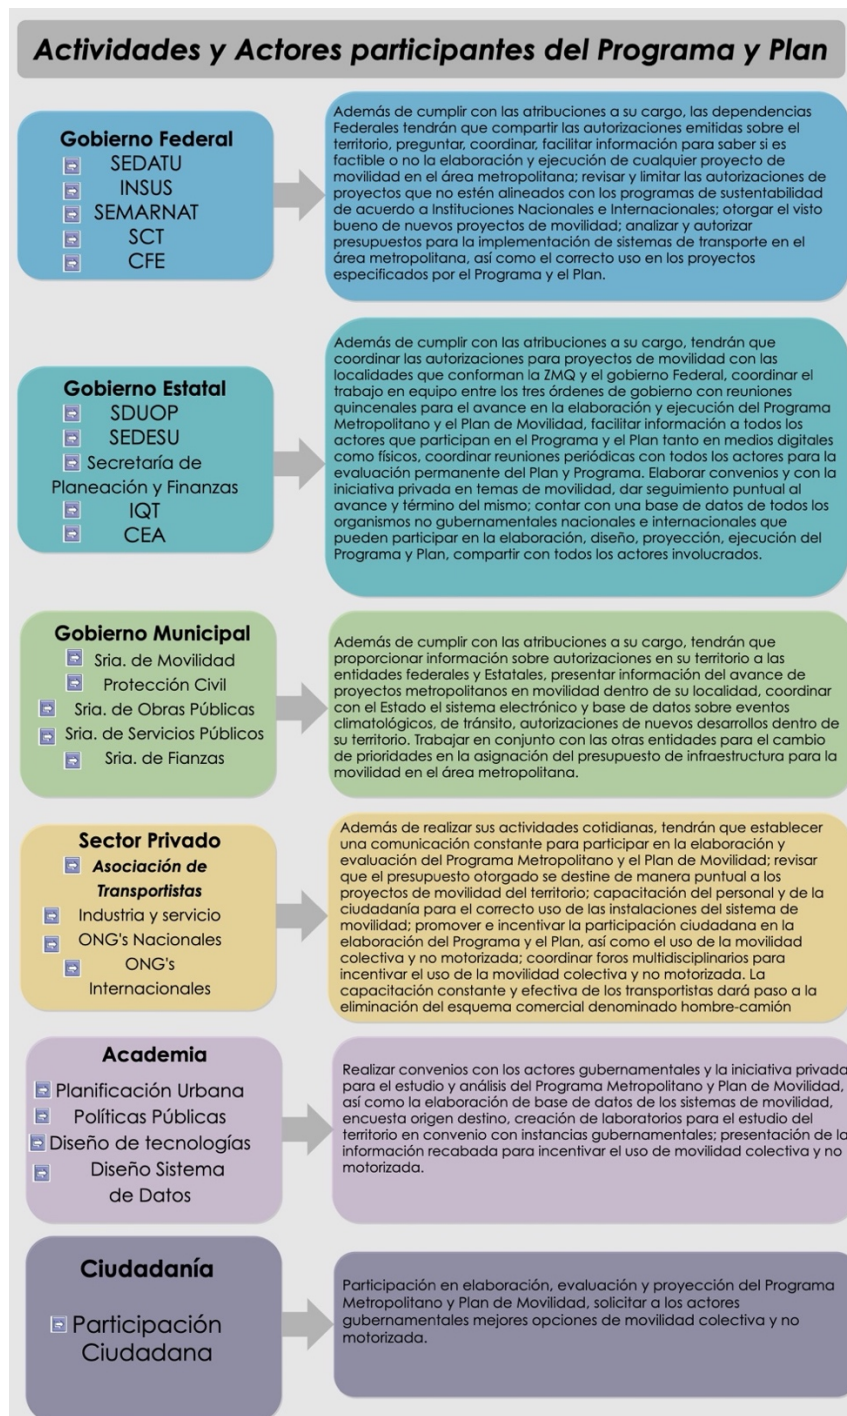 Actividades y Actores participantes del Programa y Plan
Gobierno Federal
SEDATU
INSUS
SEMARNAT
SCT
CFE
Además de cumplir con las atribuciones a su cargo, las dependencias
Federales tendrán que compartir las autorizaciones emitidas sobre el
territorio, preguntar, coordinar, facilitar información para saber si es
factible o no la elaboración y ejecución de cualquier proyecto de
movilidad en el área metropolitana; revisar y limitar las autorizaciones de
proyectos que no estén alineados con los programas de sustentabilidad
de acuerdo a Instituciones Nacionales e Internacionales; otorgar el visto
bueno de nuevos proyectos de movilidad; analizar y autorizar
presupuestos para la implementación de sistemas de transporte en el
área metropolitana, así como el correcto uso en los proyectos
especificados por el Programa y el Plan.
Gobierno Estatal
SDUOP
SEDESU
Secretaría de
Planeación y Finanzas
IQT
CEA
Además de cumplir con las atribuciones a su cargo, tendrán que
coordinar las autorizaciones para proyectos de movilidad con las
localidades que conforman la ZMQ y el gobierno Federal, coordinar el
trabajo en equipo entre los tres órdenes de gobierno con reuniones
quincenales para el avance en la elaboración y ejecución del Programa
Metropolitano y el Plan de Movilidad, facilitar información a todos los
actores que participan en el Programa y el Plan tanto en medios digitales
como físicos, coordinar reuniones periódicas con todos los actores para la
evaluación permanente del Plan y Programa. Elaborar convenios y con la
iniciativa privada en temas de movilidad, dar seguimiento puntual al
avance y término del mismo; contar con una base de datos de todos los
organismos no gubernamentales nacionales e internacionales que
pueden participar en la elaboración, diseño, proyección, ejecución del
Programa y Plan, compartir con todos los actores involucrados.
Gobierno Municipal
Sria. de Movilidad
Protección Civil
Sria. de Obras Públicas
Sria. de Servicios Públicos
Sria. de Fianzas
Además de cumplir con las atribuciones a su cargo, tendrán que
proporcionar información sobre autorizaciones en su territorio a las
entidades federales y Estatales, presentar información del avance de
proyectos metropolitanos en movilidad dentro de su localidad, coordinar
con el Estado el sistema electrónico y base de datos sobre eventos
climatológicos, de tránsito, autorizaciones de nuevos desarrollos dentro de
su territorio. Trabajar en conjunto con las otras entidades para el cambio
de prioridades en la asignación del presupuesto de infraestructura para la
movilidad en el área metropolitana.
Sector Privado
Asociación de
Transportistas
Industria y servicio
ONG's Nacionales
ONG's
Internacionales
Además de realizar sus actividades cotidianas, tendrán que establecer
una comunicación constante para participar en la elaboración y
evaluación del Programa Metropolitano y el Plan de Movilidad; revisar
que el presupuesto otorgado se destine de manera puntual a los
proyectos de movilidad del territorio; capacitación del personal y de la
ciudadanía para el correcto uso de las instalaciones del sistema de
movilidad; promover e incentivar la participación ciudadana en la
elaboración del Programa y el Plan, así como el uso de la movilidad
colectiva y no motorizada; coordinar foros multidisciplinarios para
incentivar el uso de la movilidad colectiva y no motorizada. La
capacitación constante y efectiva de los transportistas dará paso a la
eliminación del esquema comercial denominado hombre-camión
Academia
Planificación Urbana
Políticas Públicas
Diseño de tecnologías
Diseño Sistema
de Datos
Realizar convenios con los actores gubernamentales y la iniciativa privada
para el estudio y análisis del Programa Metropolitano y Plan de Movilidad,
así como la elaboración de base de datos de los sistemas de movilidad,
encuesta origen destino, creación de laboratorios para el estudio del
territorio en convenio con instancias gubernamentales; presentación de la
información recabada para incentivar el uso de movilidad colectiva y no
motorizada.
Ciudadanía
Participación
Ciudadana
Participación en elaboración, evaluación y proyección del Programa
Metropolitano y Plan de Movilidad, solicitar a los actores
gubernamentales mejores opciones de movilidad colectiva y no
motorizada.